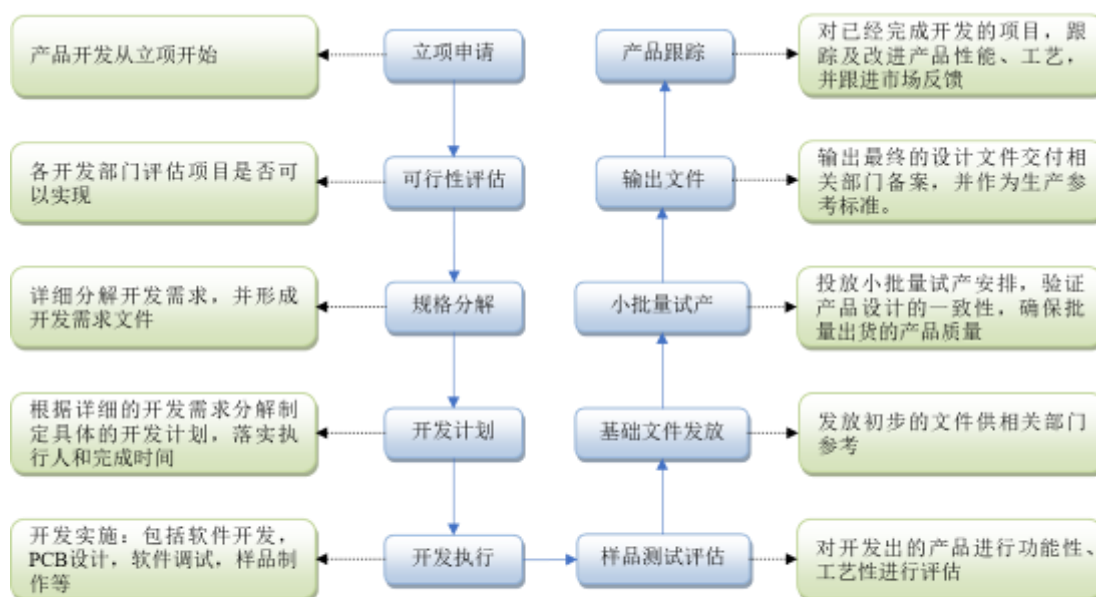 产品开发从立项开始
立项申请
产品跟踪
对已经完成开发的项目，跟
踪及改进产品性能、工艺，
并跟进市场反馈
各开发部门评估项目是否可
以实现
可行性评估
输出文件
输出最终的设计文件交付相
关部门备案，并作为生产参
考标准。
详细分解开发需求，并形成
开发需求文件
规格分解
小批量试产
投放小批量试产安排，验证
产品设计的一致性，确保批
量出货的产品质量
根据详细的开发需求分解制
定具体的开发计划，落实执
行人和完成时间
开发计划
基础文件发放
发放初步的文件供相关部门
参考
开发实施：包括软件开发，
PCB设计，软件调试，样品制
作等
开发执行
样品测试评估
对开发出的产品进行功能性、
工艺性进行评估